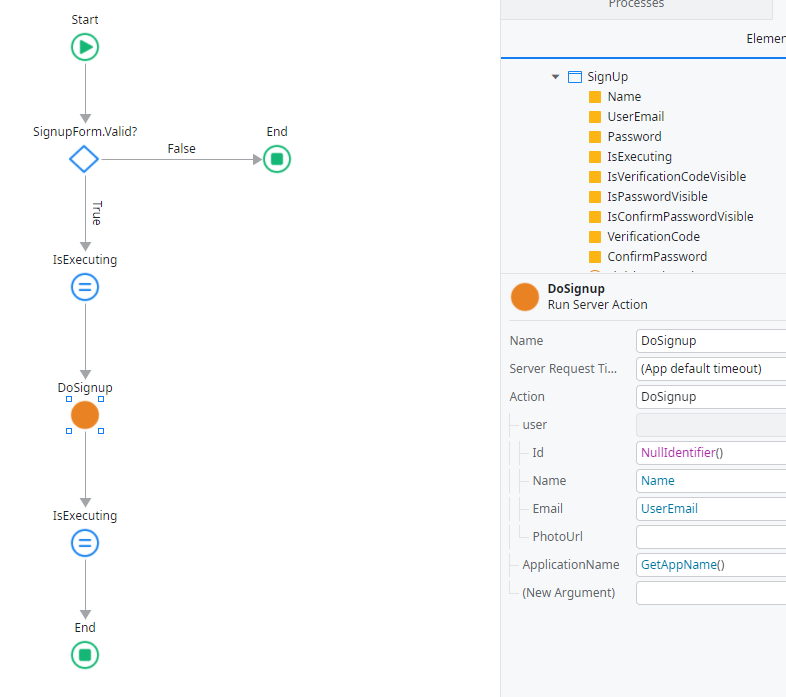 Start
SignupForm.Valid?
End
False
True
IsExecuting
DoSignup
IsExecuting
End
Processes
Elemen
SignUp
Name
UserEmail
Password
IsExecuting
IsVerificationCodeVisible
IsPasswordVisible
IsConfirmPasswordVisible
VerificationCode
ConfirmPassword
DoSignup
Run Server Action
Name DoSignup
Server Request Ti... (App default timeout)
Action DoSignup
user
Id NullIdentifier()
Name Name
Email UserEmail
PhotoUrl
ApplicationName GetAppName()
(New Argument)